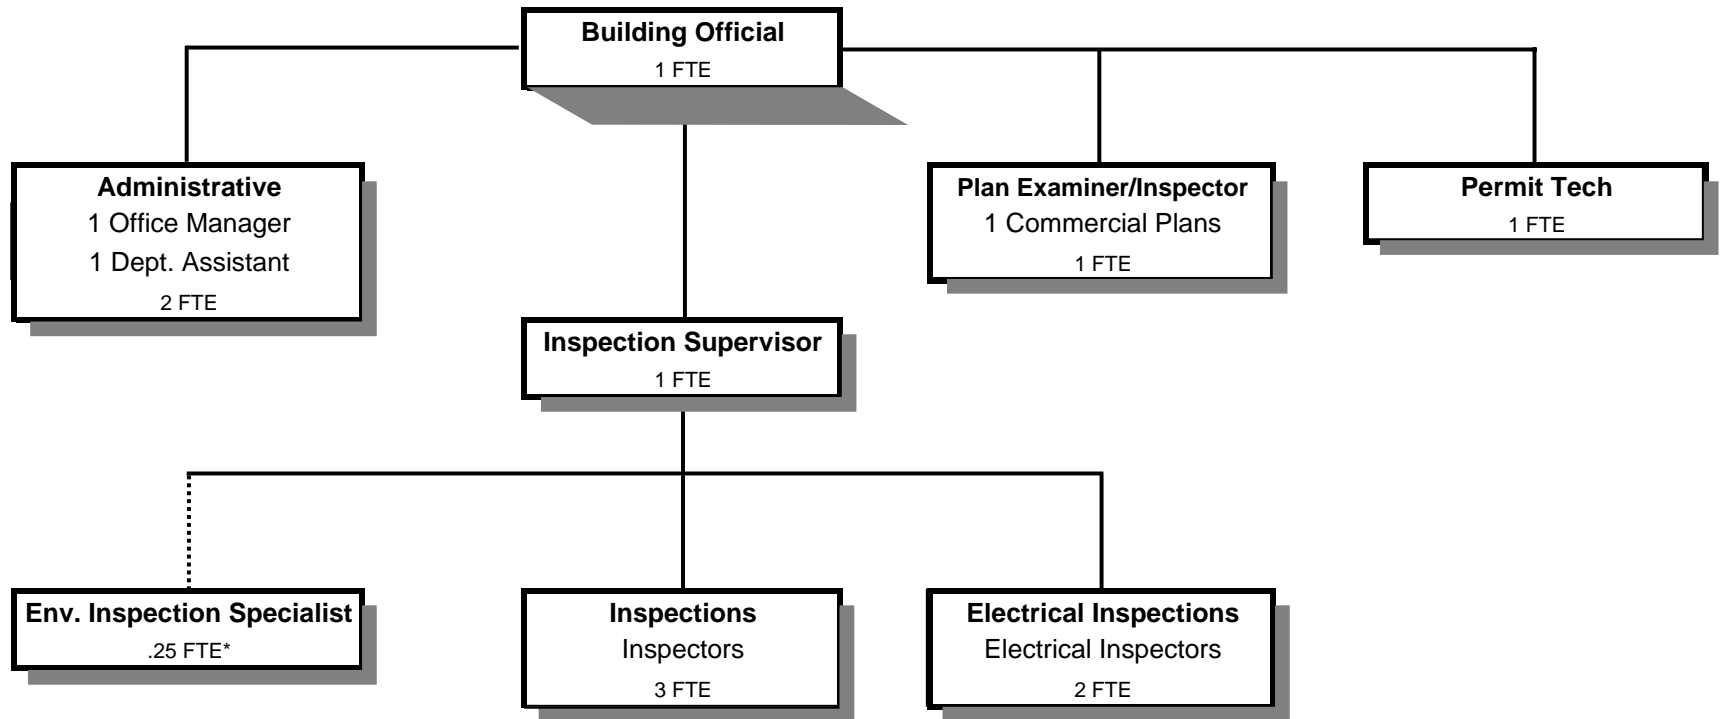 Building Official
1 FTE
Administrative
1 Office Manager
1 Dept. Assistant
2 FTE
Plan Examiner/Inspector
1 Commercial Plans
1 FTE
Permit Tech
1 FTE
Inspection Supervisor
1 FTE
Env. Inspection Specialist
.25 FTE*
Inspections
Inspectors
3 FTE
Electrical Inspections
Electrical Inspectors
2 FTE